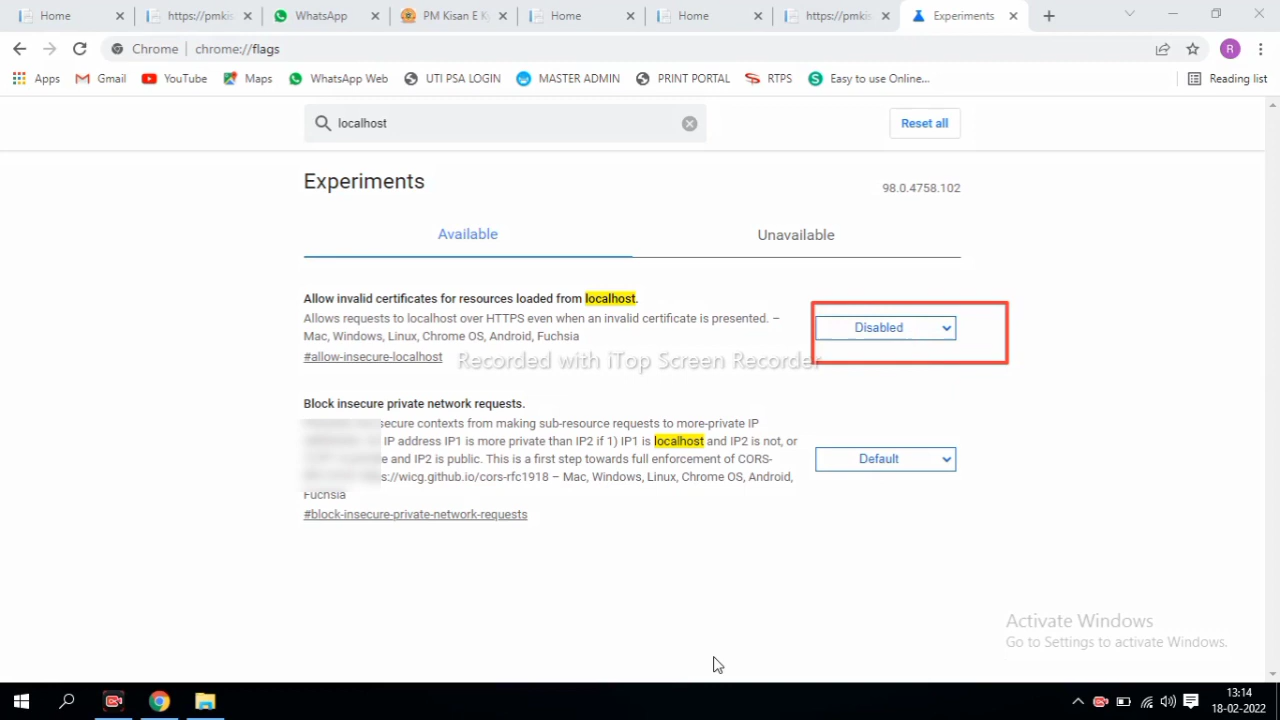 Home
https://pmkis
WhatsApp
PM Kisan E K
Home
Home
https://pmkis
Experiments
Chrome | chrome://flags
R
Apps
Gmail
YouTube
Maps
WhatsApp Web
UTI PSA LOGIN
MASTER ADMIN
PRINT PORTAL
RTPS
Easy to use Online...
Reading list
localhost
Reset all
Experiments
98.0.4758.102
Available
Unavailable
Allow invalid certificates for resources loaded from localhost.
Allows requests to localhost over HTTPS even when an invalid certificate is presented. –
Mac, Windows, Linux, Chrome OS, Android, Fuchsia
#allow-insecure-localhost
Disabled
Recorded with iTop Screen Recorder
Block insecure private network requests.
secure contexts from making sub-resource requests to more-private IP
IP address IP1 is more private than IP2 if 1) IP1 is localhost and IP2 is not, or
and IP2 is public. This is a first step towards full enforcement of CORS-
://wicg.github.io/cors-rfc1918 – Mac, Windows, Linux, Chrome OS, Android,
Fuchsia
#block-insecure-private-network-requests
Default
Activate Windows
Go to Settings to activate Windows.
13:14
18-02-2022